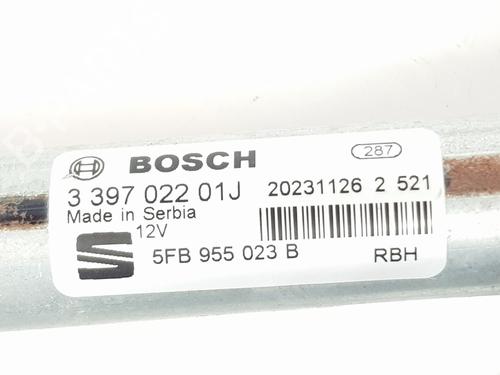 BOSCH 287
3 397 022 01J 20231126 2 521
Made in Serbia
12V
5FB 955 023 B RBH